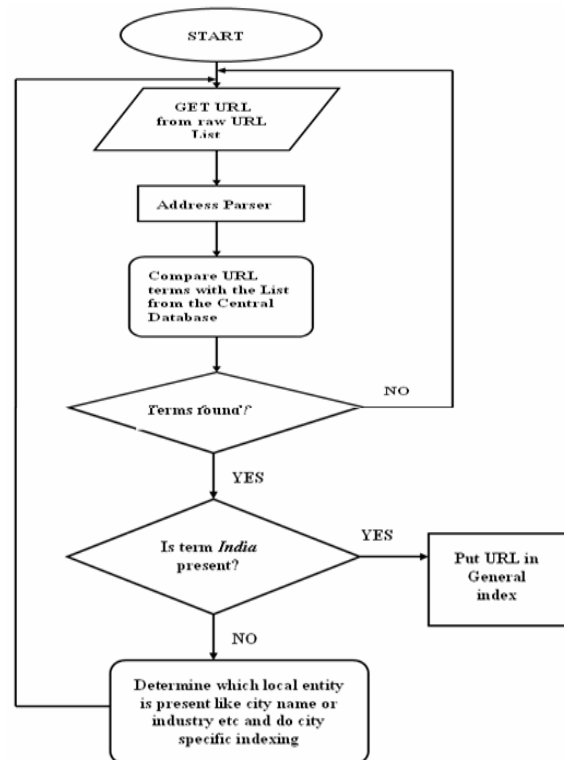 START
GET URL
from raw URL
List
Address Parser
Compare URL
terms with the List
from the Central
Database
Terms found?
NO
YES
Is term India
present?
YES
Put URL in
General
index
NO
Determine which local entity
is present like city name or
industry etc and do city
specific indexing